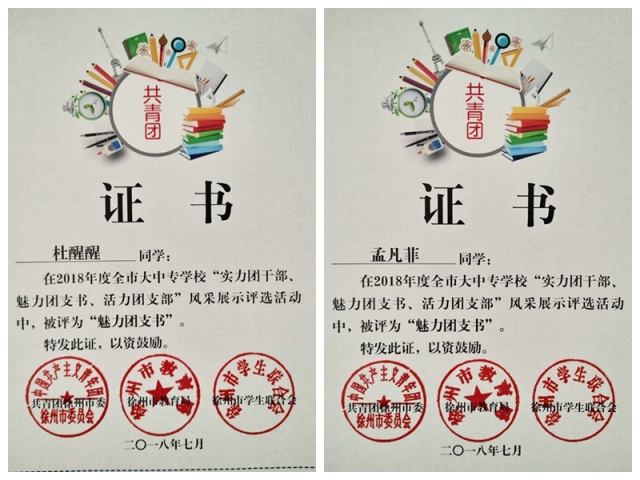 共青团
证 书
杜醒醒 同学：
在2018年度全市大中专学校“实力团干部、
魅力团支书、活力团支部”风采展示评选活动
中，被评为“魅力团支书”。
特发此证，以资鼓励。
中国共产主义青年团
徐州市委员会
共青团徐州市委
徐州市教育局
徐州市教育局
徐州市学生联合会
徐州市学生联合会
二〇一八年七月
共青团
证 书
孟凡菲 同学：
在2018年度全市大中专学校“实力团干部、
魅力团支书、活力团支部”风采展示评选活动
中，被评为“魅力团支书”。
特发此证，以资鼓励。
中国共产主义青年团
徐州市委员会
共青团徐州市委
徐州市教育局
徐州市教育局
徐州市学生联合会
徐州市学生联合会
二〇一八年七月